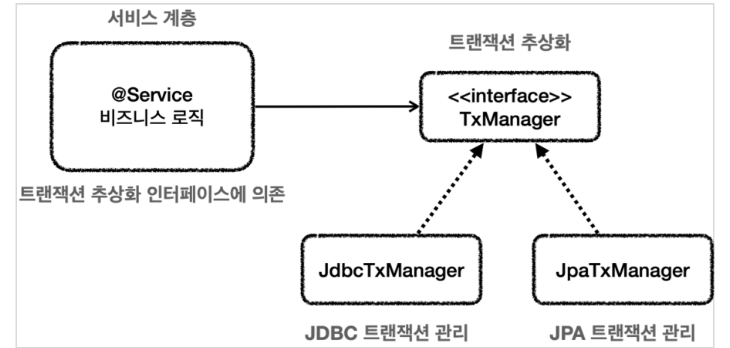 서비스 계층
트랜잭션 추상화
@Service
비즈니스 로직
<<interface>>
TxManager
트랜잭션 추상화 인터페이스에 의존
JdbcTxManager
JpaTxManager
JDBC 트랜잭션 관리
JPA 트랜잭션 관리